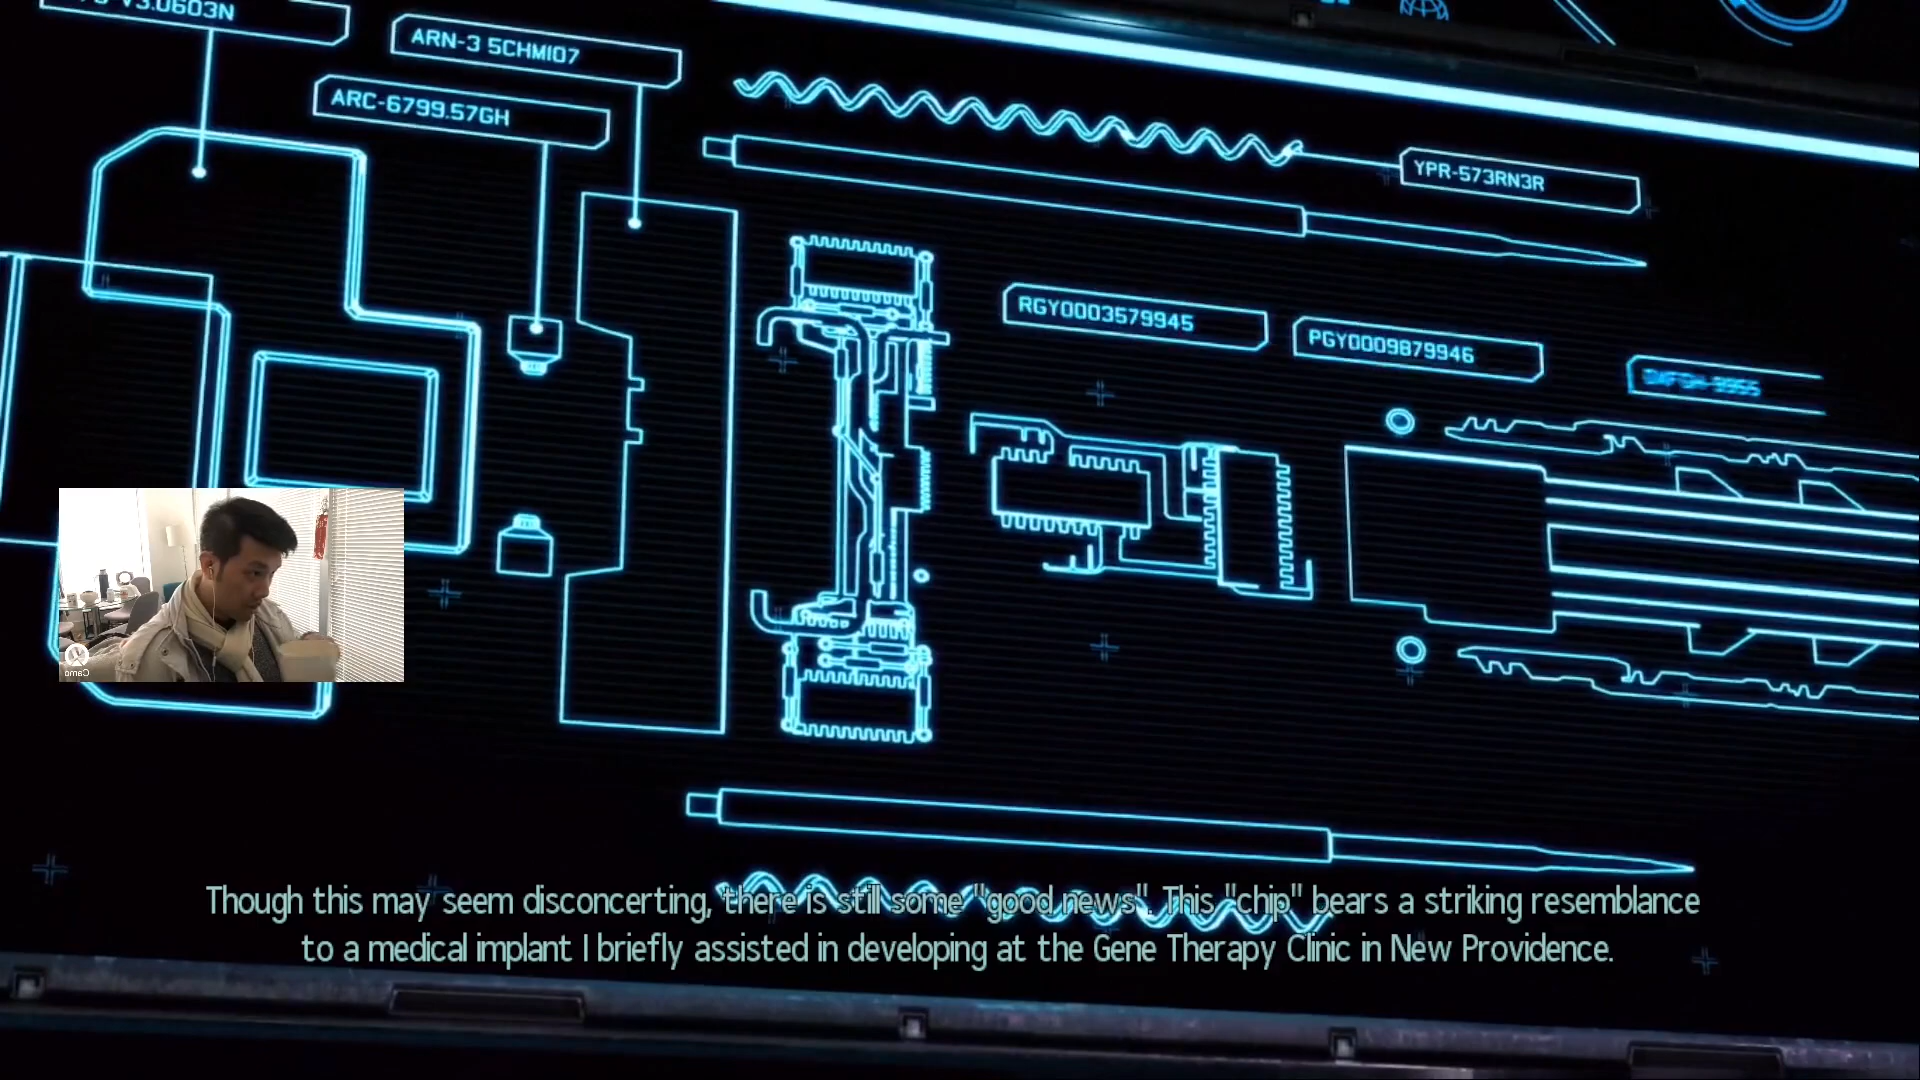 V3.0603N
ARN-3 5CHMI07
ARC-6799.57GH
YPR-573RN3R
RGY0003579945
PGY0009879946
Camo
Though this may seem disconcerting, there is still some "good news". This "chip" bears a striking resemblance
to a medical implant I briefly assisted in developing at the Gene Therapy Clinic in New Providence.